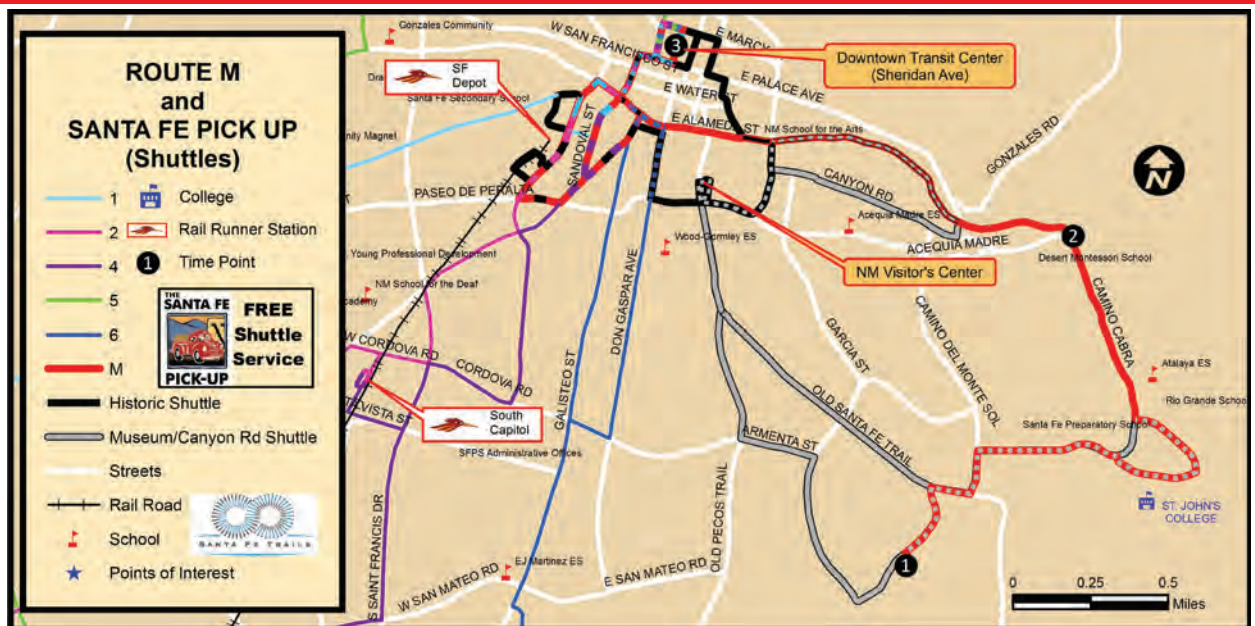 ROUTE M
and
SANTA FE PICK UP
(Shuttles)
1
College
2
Rail Runner Station
4
1 Time Point
5
6
M
THE
SANTA FE
PICK-UP
FREE
Shuttle
Service
Historic Shuttle
Museum/Canyon Rd Shuttle
Streets
Rail Road
School
SANTA FE TRAILS
Points of Interest
Gonzales Community
W SAN FRANCISCO ST
E MARCY
3
Downtown Transit Center
(Sheridan Ave)
SF
Depot
Santa Fe Secondary School
E PALACE AVE
E WATER ST
SANDOVAL ST
E ALAMEDA ST
NM School for the Arts
GONZALES RD
N
PASEO DE PERALTA
CANYON RD
Acequia Madre ES
ACEQUIA MADRE
2
Desert Montessori School
Wood-Gormley ES
NM Visitor's Center
Young Professional Development
NM School for the Deaf
W CORDOVA RD
CORDOVA RD
GALISTEO ST
DON GASPAR AVE
GARCIA ST
CAMINO DEL MONTE SOL
CAMINO CABRA
Atalaya ES
Rio Grande School
Santa Fe Preparatory School
South
Capitol
OLD SANTA FE TRAIL
ARMENTA ST
SFPS Administrative Offices
OLD PECOS TRAIL
ST. JOHN'S
COLLEGE
1
EJ Martinez ES
S SAINT FRANCIS DR
W SAN MATEO RD
E SAN MATEO RD
0 0.25 0.5
Miles